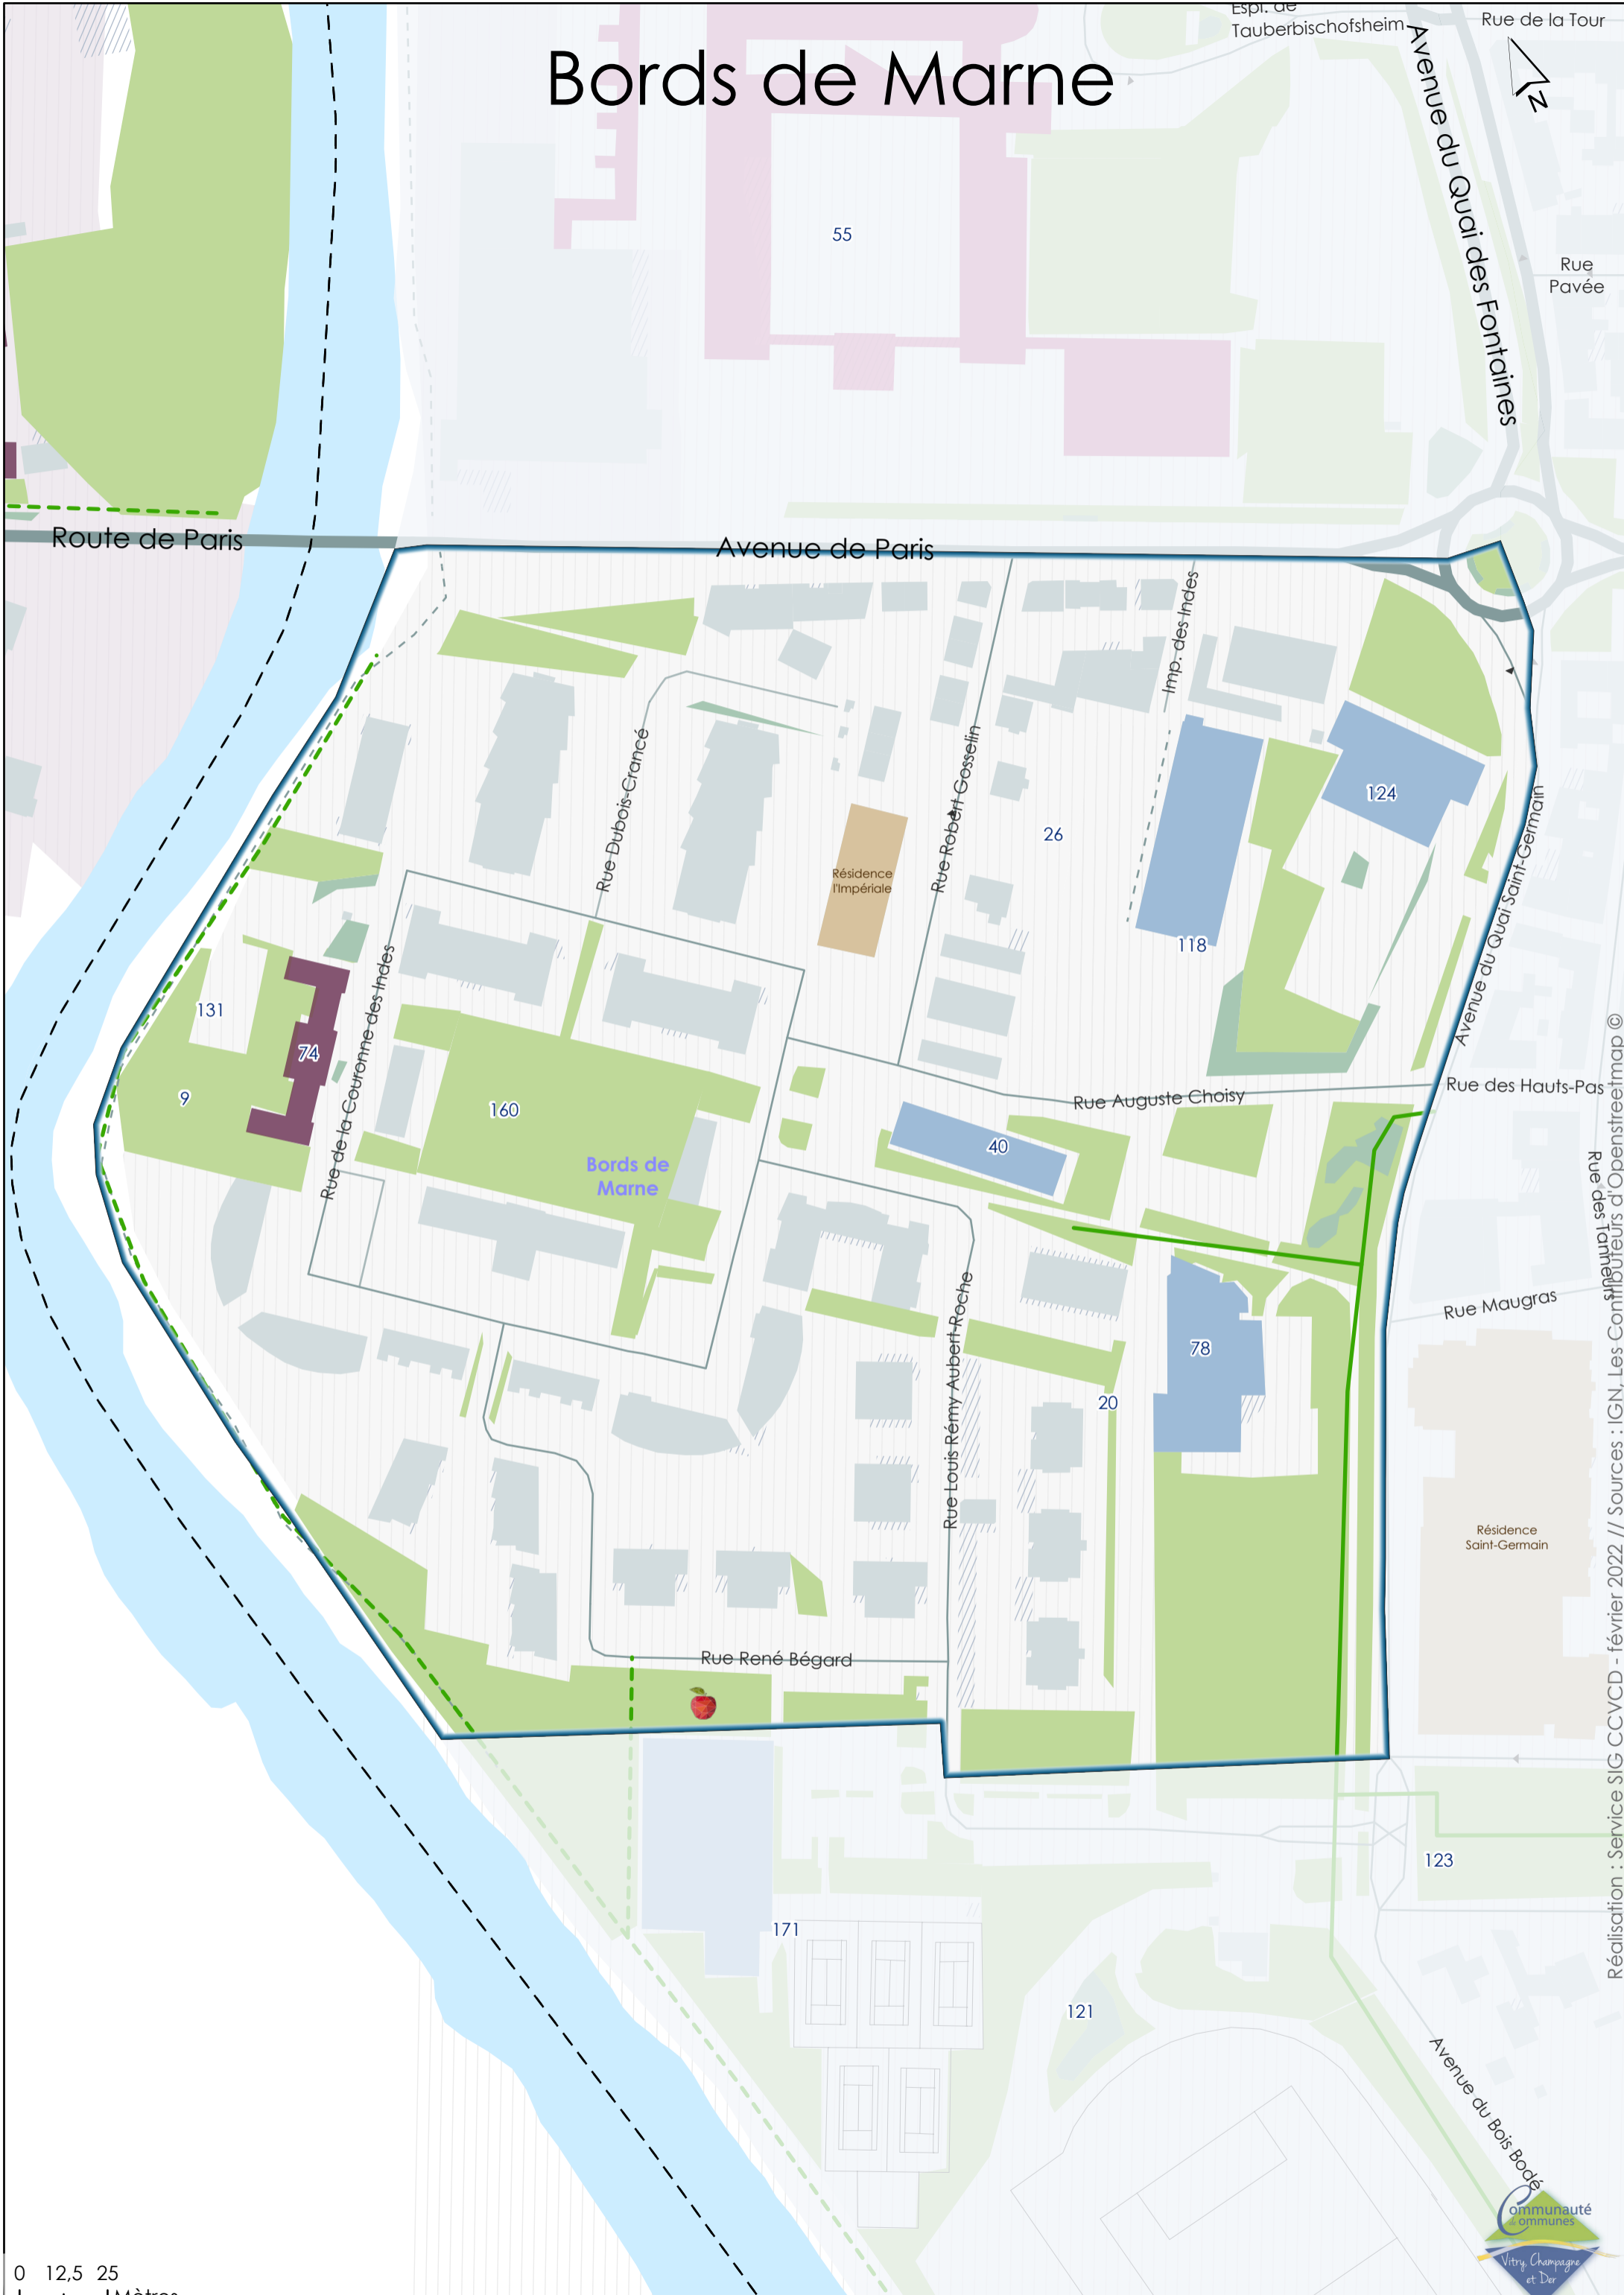 Espl. de
Tauberbischofsheim
Rue de la Tour
Bords de Marne
N
Avenue du Quai des Fontaines
55
Rue
Pavée
Route de Paris
Avenue de Paris
Imp. des Indes
Rue Dubois-Crancé
Rue Robert Gosselin
124
26
Résidence
l'Impériale
118
Avenue du Quai Saint-Germain
131
74
Rue de la Couronne des Indes
9
160
Rue Auguste Choisy
Rue des Hauts-Pas
40
Bords de
Marne
Rue des Tanneurs
Rue Maugras
78
Rue Louis Rémy Aubert-Roche
20
Résidence
Saint-Germain
Rue René Bégard
123
171
121
Avenue du Bois Bodé
Réalisation : Service SIG CCVCD - février 2022 // Sources : IGN, Les Contributeurs d'Openstreetmap ©
Communauté
de Communes
Vitry, Champagne
et Der
0 12,5 25
Mètres